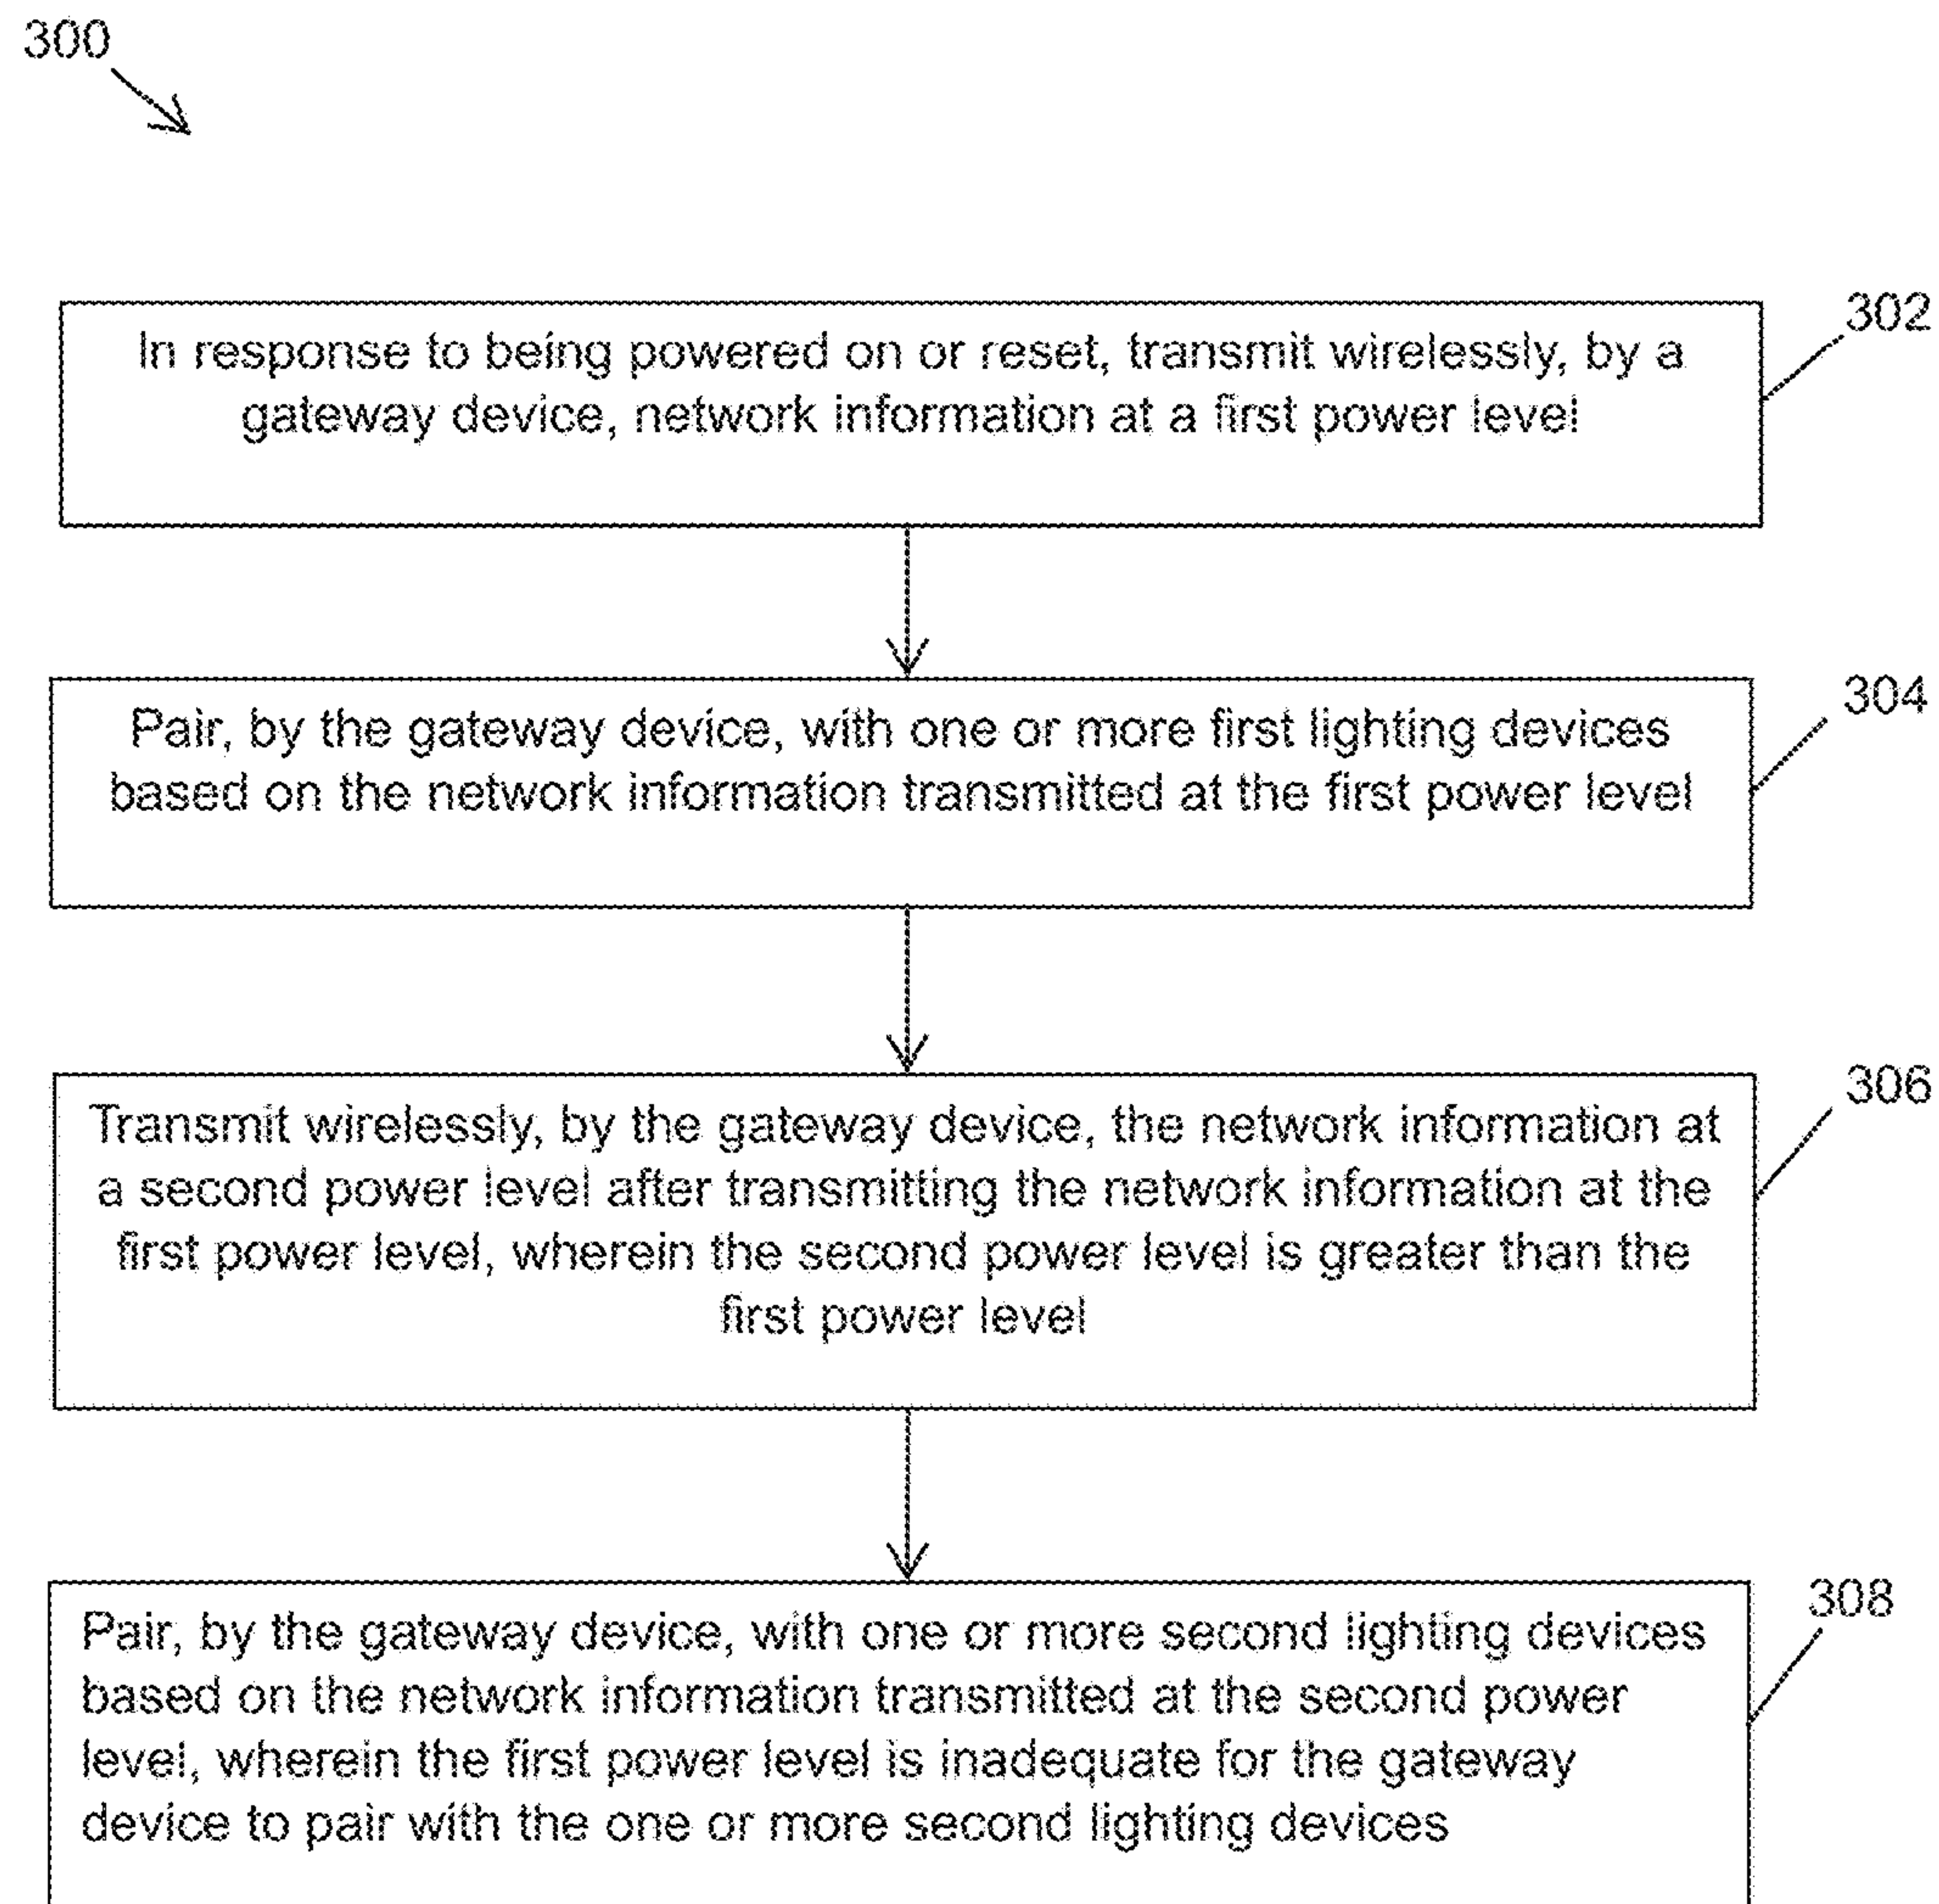 300
302
In response to being powered on or reset, transmit wirelessly, by a
gateway device, network information at a first power level
304
Pair, by the gateway device, with one or more first lighting devices
based on the network information transmitted at the first power level
306
Transmit wirelessly, by the gateway device, the network information at
a second power level after transmitting the network information at the
first power level, wherein the second power level is greater than the
first power level
308
Pair, by the gateway device, with one or more second lighting devices
based on the network information transmitted at the second power
level, wherein the first power level is inadequate for the gateway
device to pair with the one or more second lighting devices